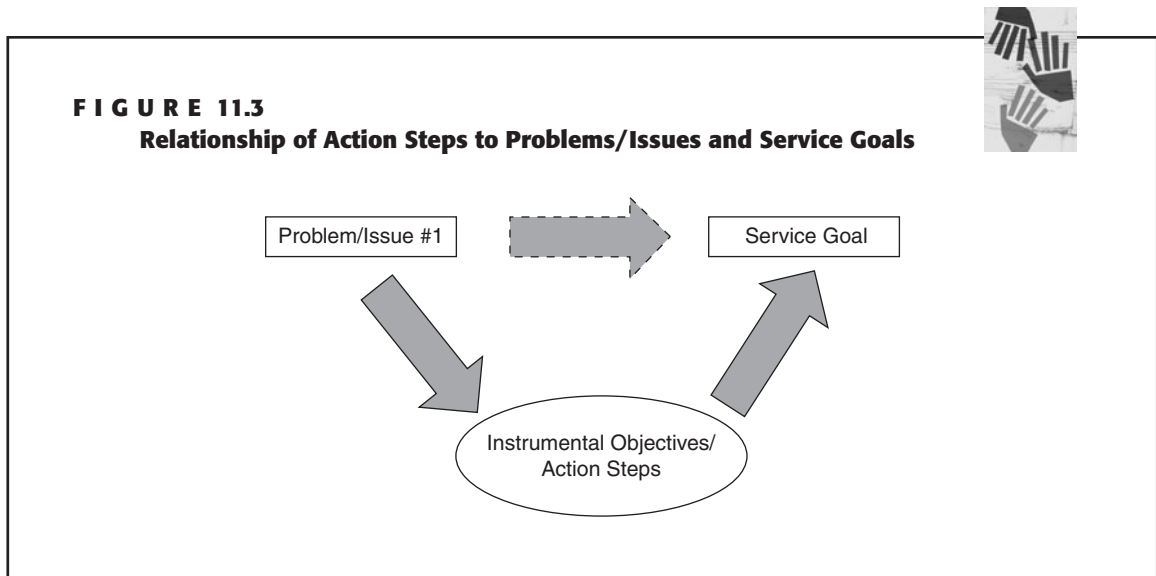 FIGURE 11.3
Relationship of Action Steps to Problems/Issues and Service Goals
Problem/Issue #1
Service Goal
Instrumental Objectives/
Action Steps